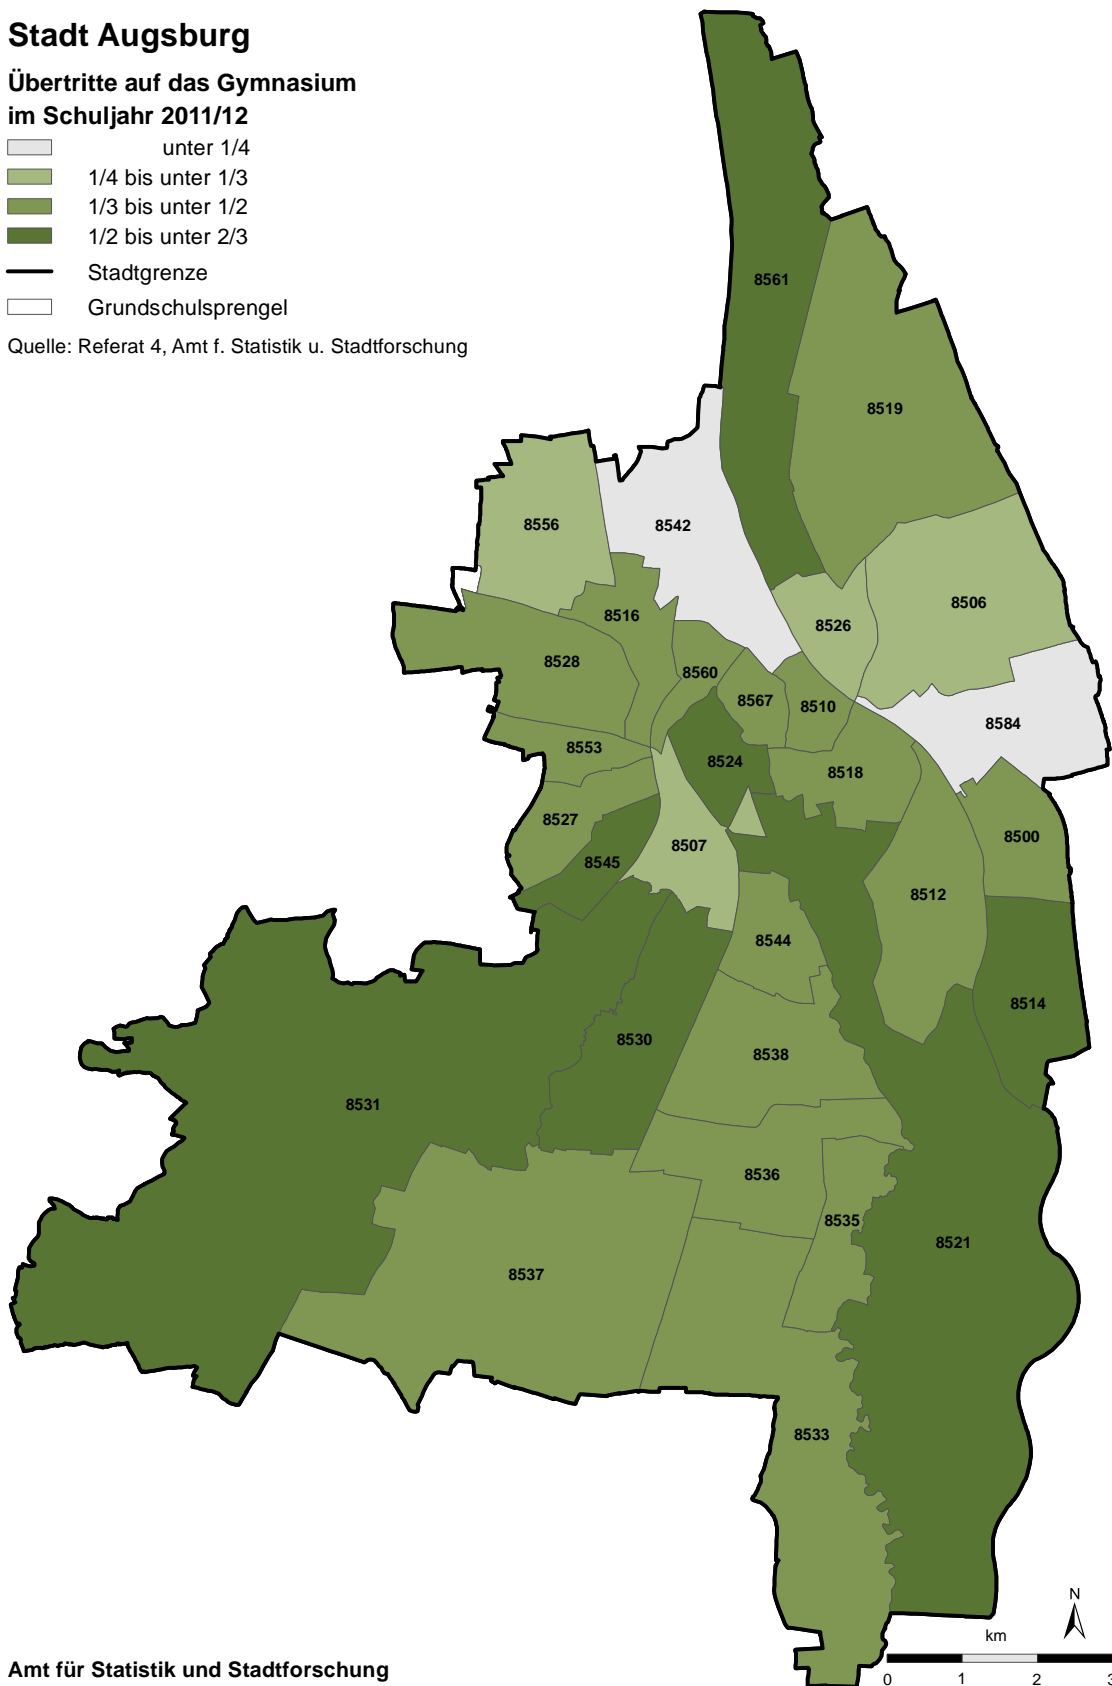 Stadt Augsburg
Übertritte auf das Gymnasium
im Schuljahr 2011/12
unter 1/4
1/4 bis unter 1/3
1/3 bis unter 1/2
1/2 bis unter 2/3
Stadtgrenze
Grundschulsprengel
Quelle: Referat 4, Amt f. Statistik u. Stadtforschung
8561
8519
8556
8542
8506
8516
8526
8528
8560
8567
8510
8584
8553
8524
8518
8527
8500
8507
8545
8512
8544
8514
8530
8538
8531
8536
8535
8521
8537
8533
N
km
0 1 2 3
Amt für Statistik und Stadtforschung